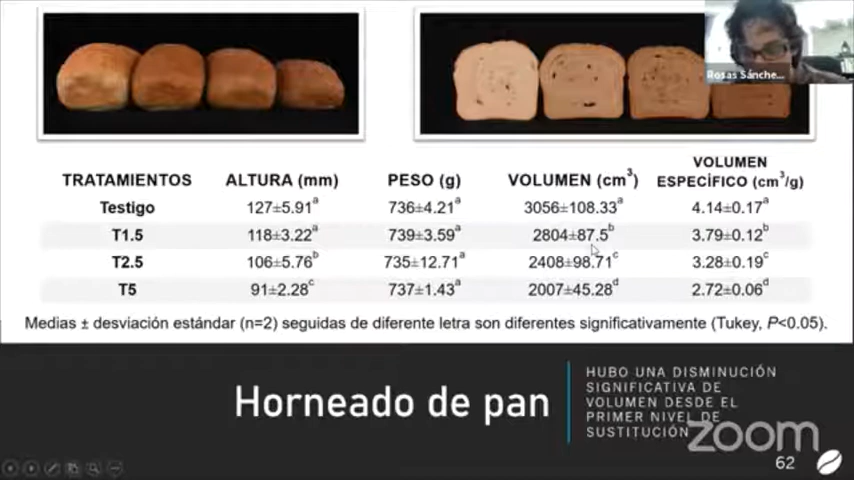 Rosas Sánche...
TRATAMIENTOS ALTURA (mm) PESO (g) VOLUMEN (cm³) VOLUMEN ESPECÍFICO (cm³/g)
Testigo 127±5.91ᵃ 736±4.21ᵃ 3056±108.33ᵃ 4.14±0.17ᵃ
T1.5 118±3.22ᵃ 739±3.59ᵃ 2804±87.5ᵇ 3.79±0.12ᵇ
T2.5 106±5.76ᵇ 735±12.71ᵃ 2408±98.71ᶜ 3.28±0.19ᶜ
T5 91±2.28ᶜ 737±1.43ᵃ 2007±45.28ᵈ 2.72±0.06ᵈ
Medias ± desviación estándar (n=2) seguidas de diferente letra son diferentes significativamente (Tukey, P<0.05).
Horneado de pan
HUBO UNA DISMINUCIÓN
SIGNIFICATIVA DE
VOLUMEN DESDE EL
PRIMER NIVEL DE
SUSTITUCIÓN
zoom
62